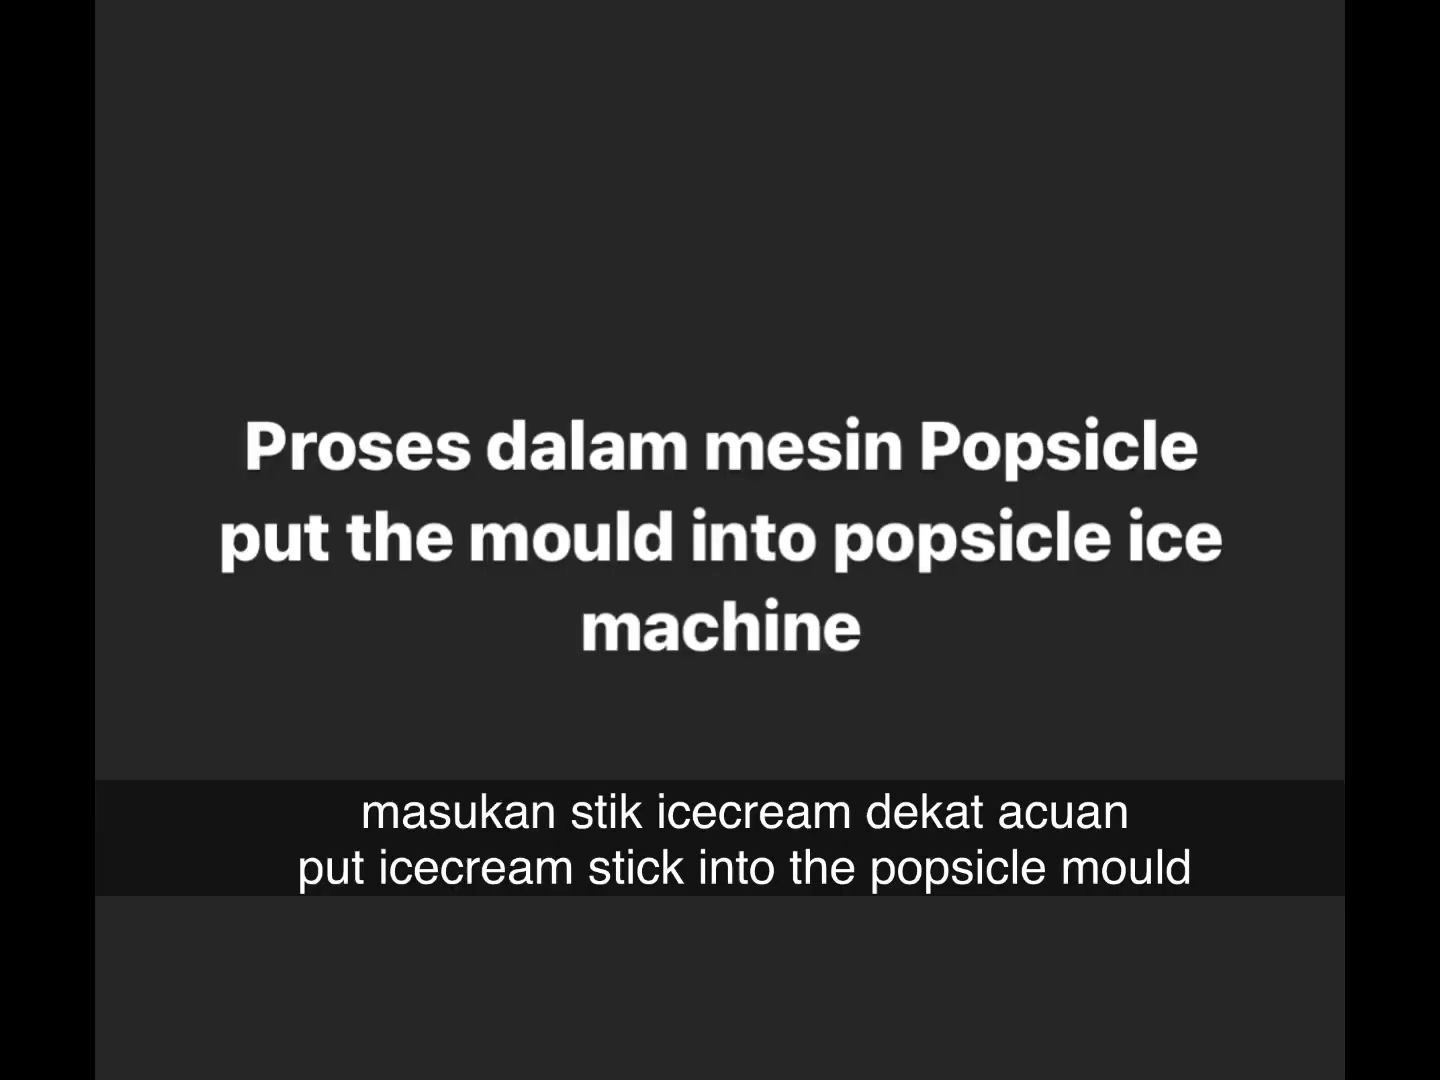 Proses dalam mesin Popsicle
put the mould into popsicle ice
machine
masukan stik icecream dekat acuan
put icecream stick into the popsicle mould